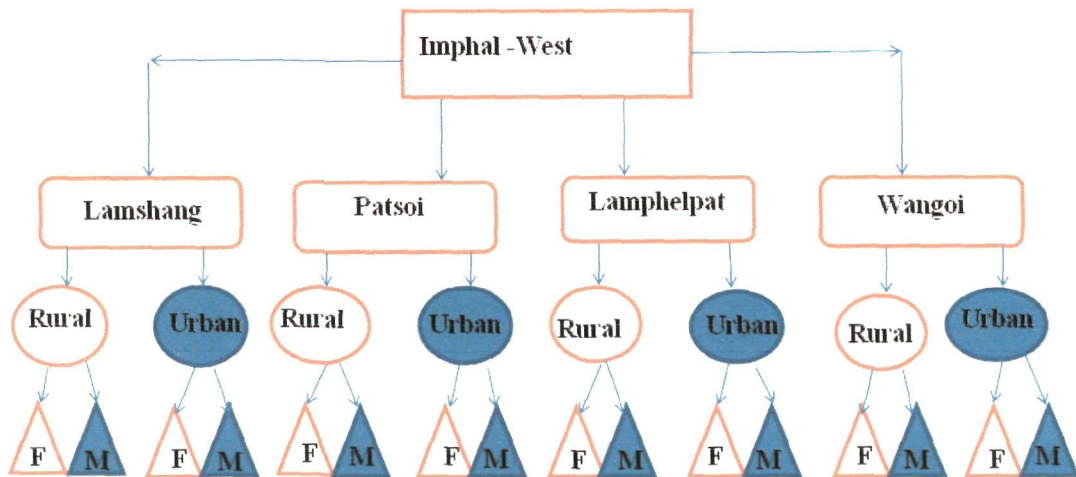 Imphal -West
Lamshang
Patsoi
Lamphelpat
Wangoi
Rural
Urban
Rural
Urban
Rural
Urban
Rural
Urban
F
M
F
M
F
M
F
M
F
M
F
M
F
M
F
M